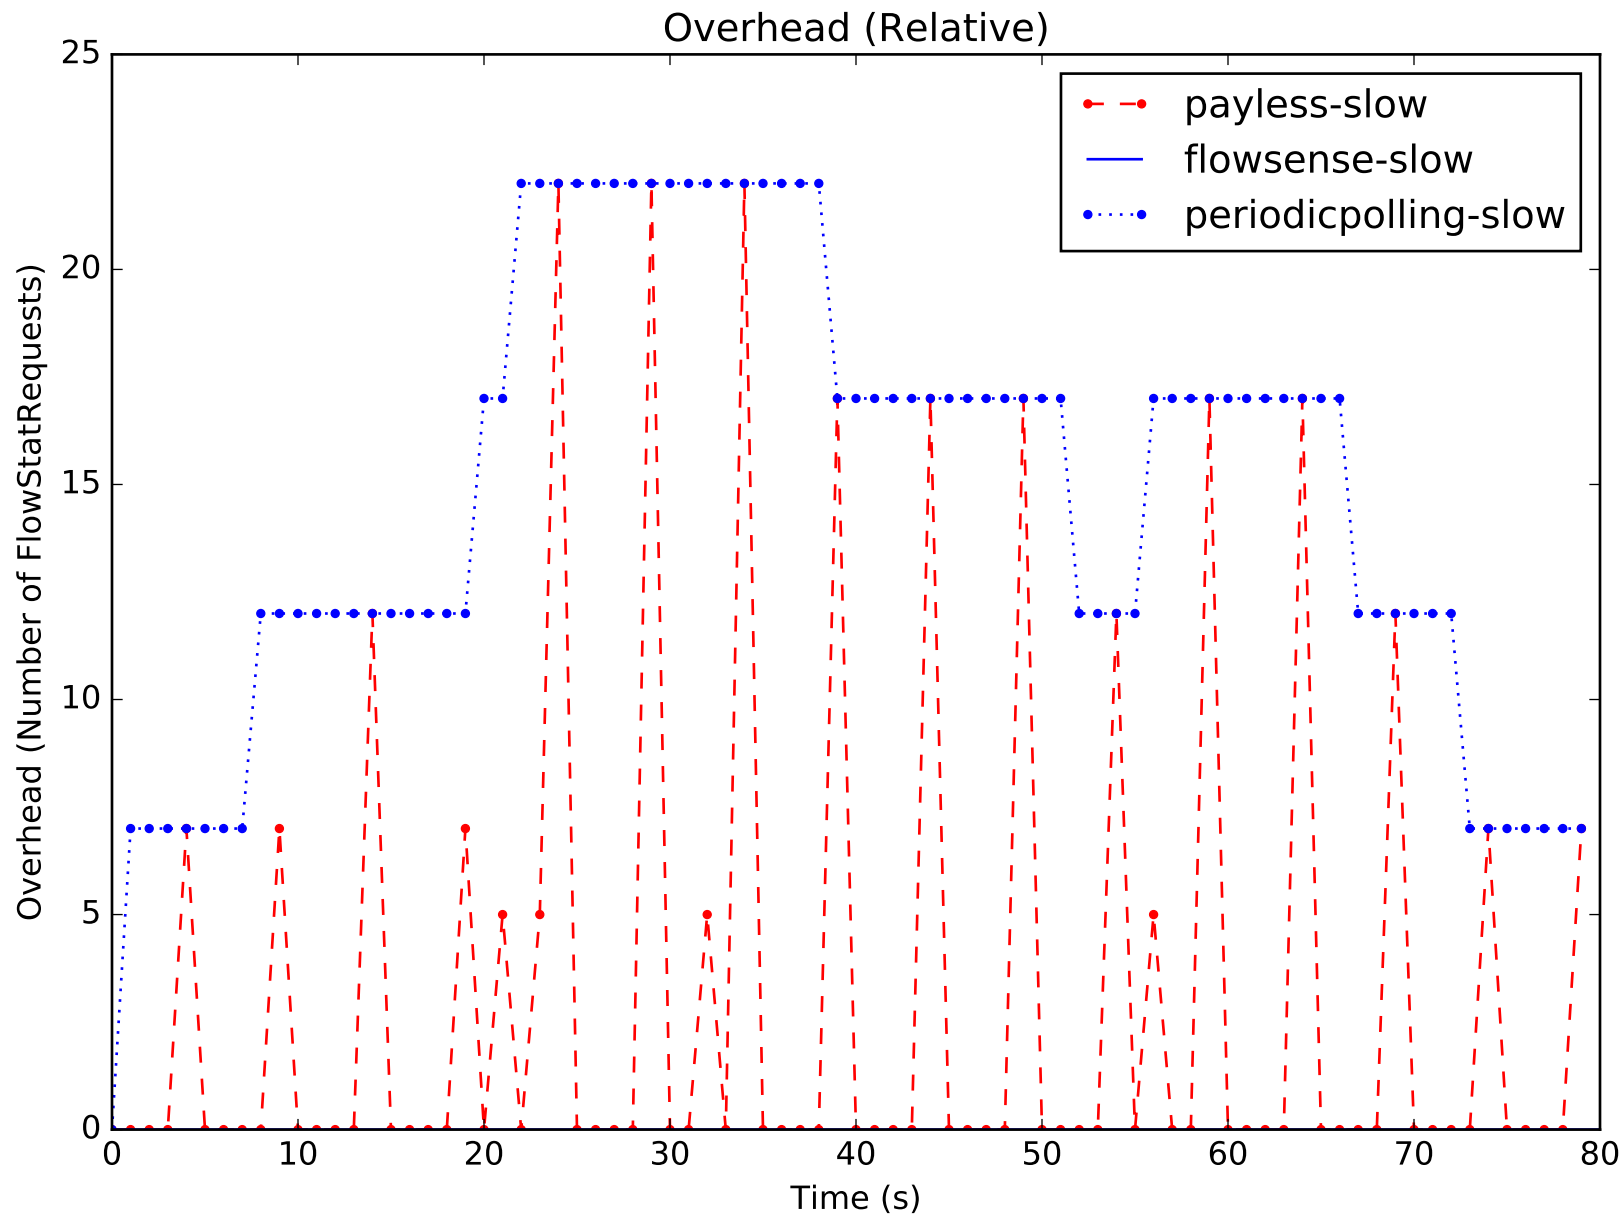 Overhead (Relative)
25
20
15
10
5
0
Overhead (Number of FlowStatRequests)
payless-slow
flowsense-slow
periodicpolling-slow
0 10 20 30 40 50 60 70 80
Time (s)